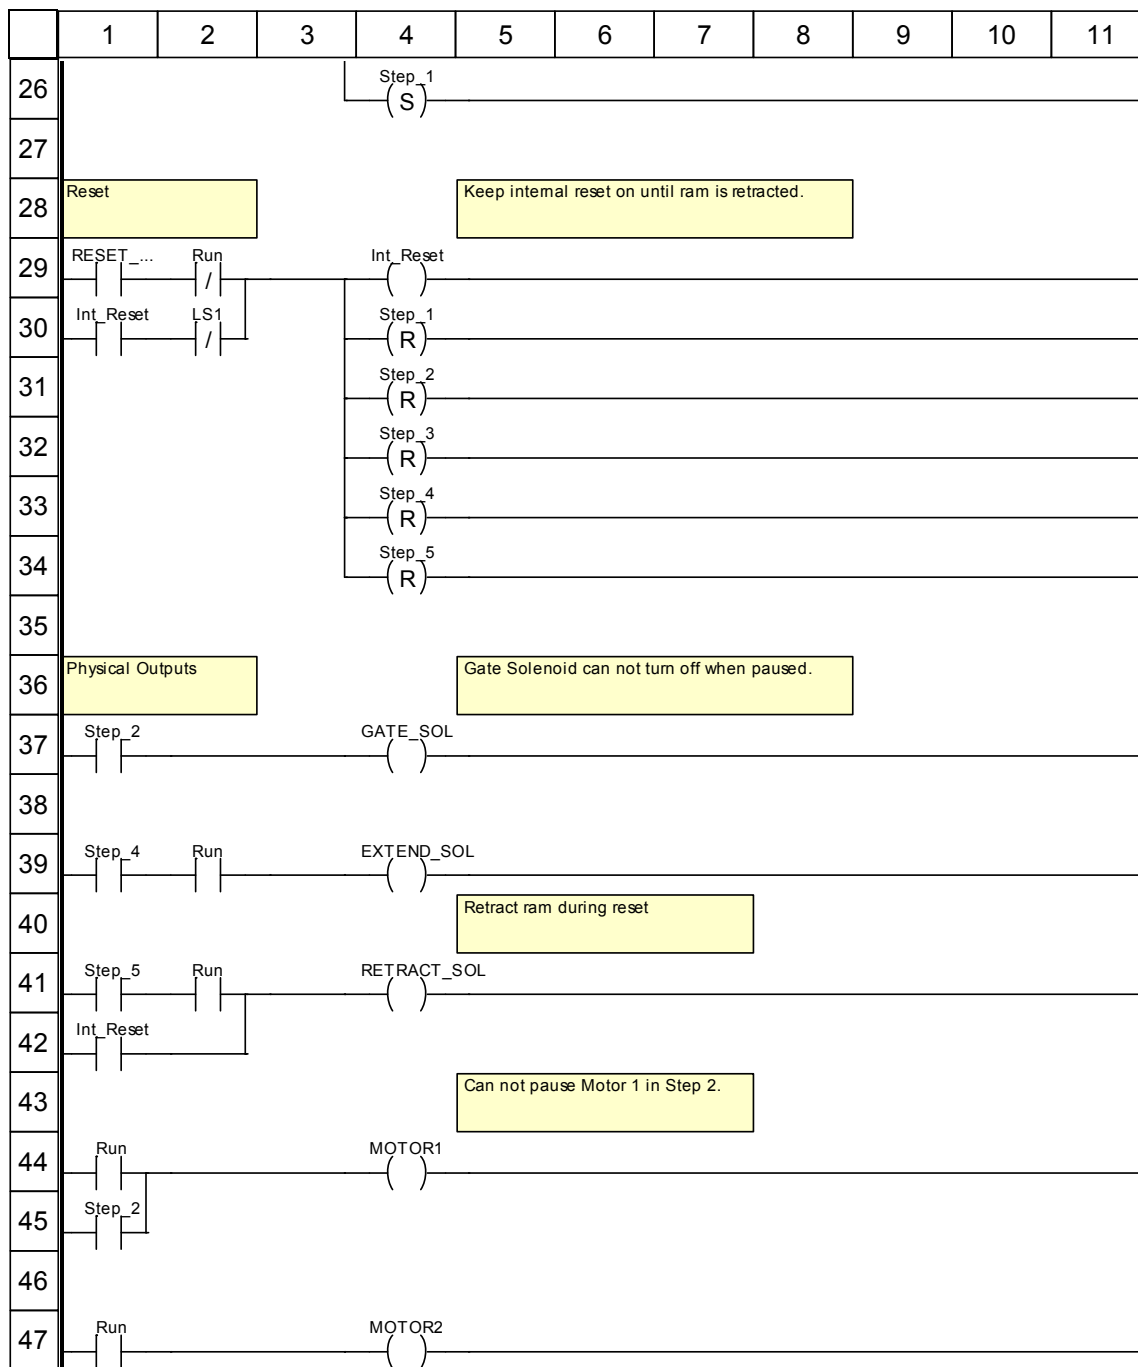 1 2 3 4 5 6 7 8 9 10 11
26 Step_1
S
27
28 Reset Keep internal reset on until ram is retracted.
29 RESET_... Run Int_Reset
/
30 Int_Reset LS1 Step_1
/ R
31 Step_2
R
32 Step_3
R
33 Step_4
R
34 Step_5
R
35
36 Physical Outputs Gate Solenoid can not turn off when paused.
37 Step_2 GATE_SOL
38
39 Step_4 Run EXTEND_SOL
40 Retract ram during reset
41 Step_5 Run RETRACT_SOL
42 Int_Reset
43 Can not pause Motor 1 in Step 2.
44 Run MOTOR1
45 Step_2
46
47 Run MOTOR2